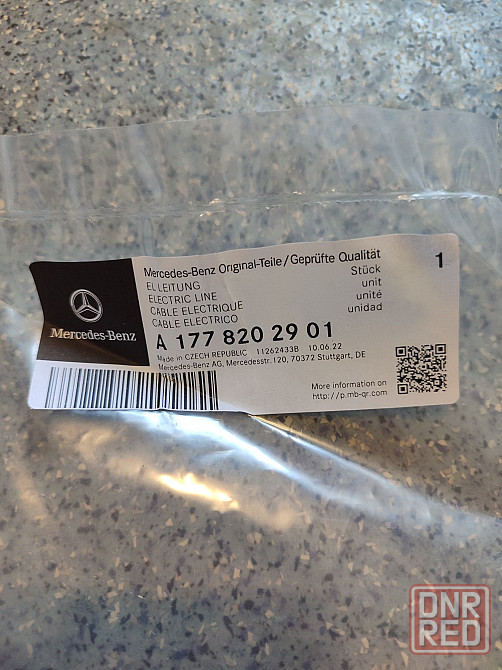 Mercedes-Benz Original-Teile/Geprüfte Qualität
1
EL LEITUNG Stück
ELECTRIC LINE unit
CABLE ELECTRIQUE unité
CABLE ELECTRICO unidad
Mercedes-Benz
A 177 820 29 01
Made in CZECH REPUBLIC 11262433B 10.06.22
Mercedes-Benz AG, Mercedesstr.120, 70372 Stuttgart, DE
More information on
http://p.mb-qr.com
DNR
RED